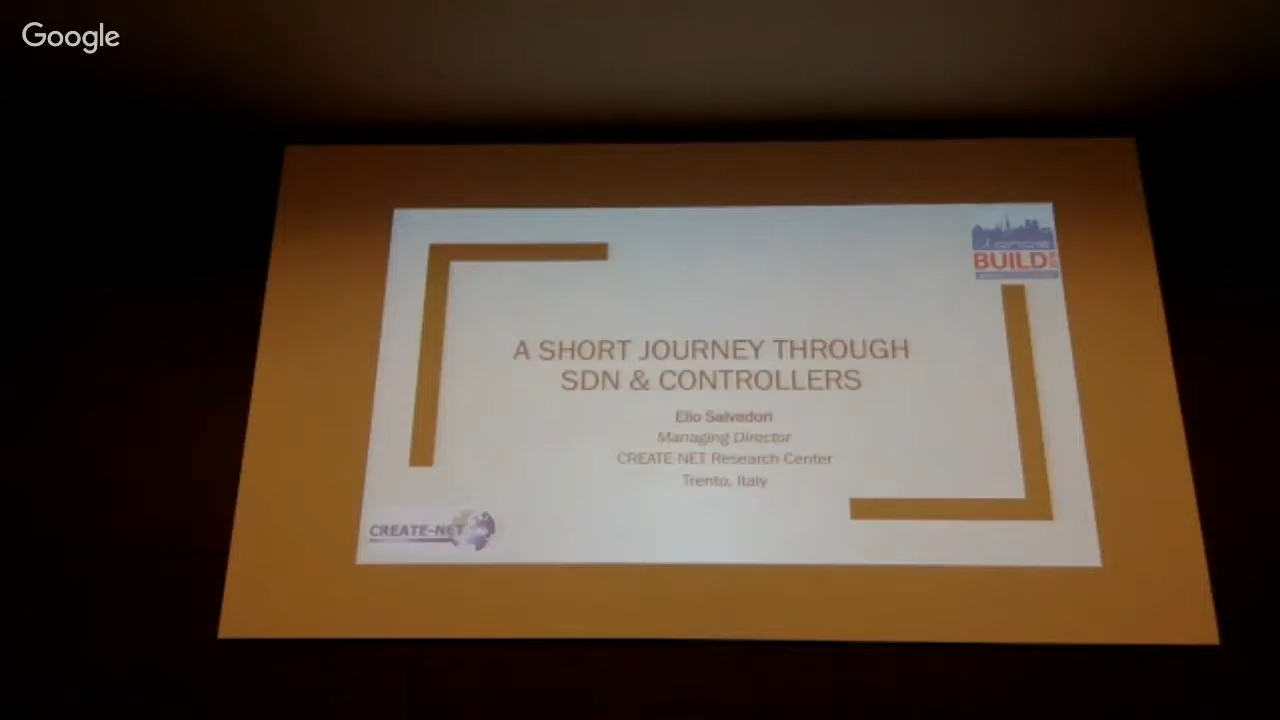 Google
BUILD
A SHORT JOURNEY THROUGH
SDN & CONTROLLERS
Elio Salvadori
Managing Director
CREATE-NET Research Center
Trento, Italy
CREATE-NET